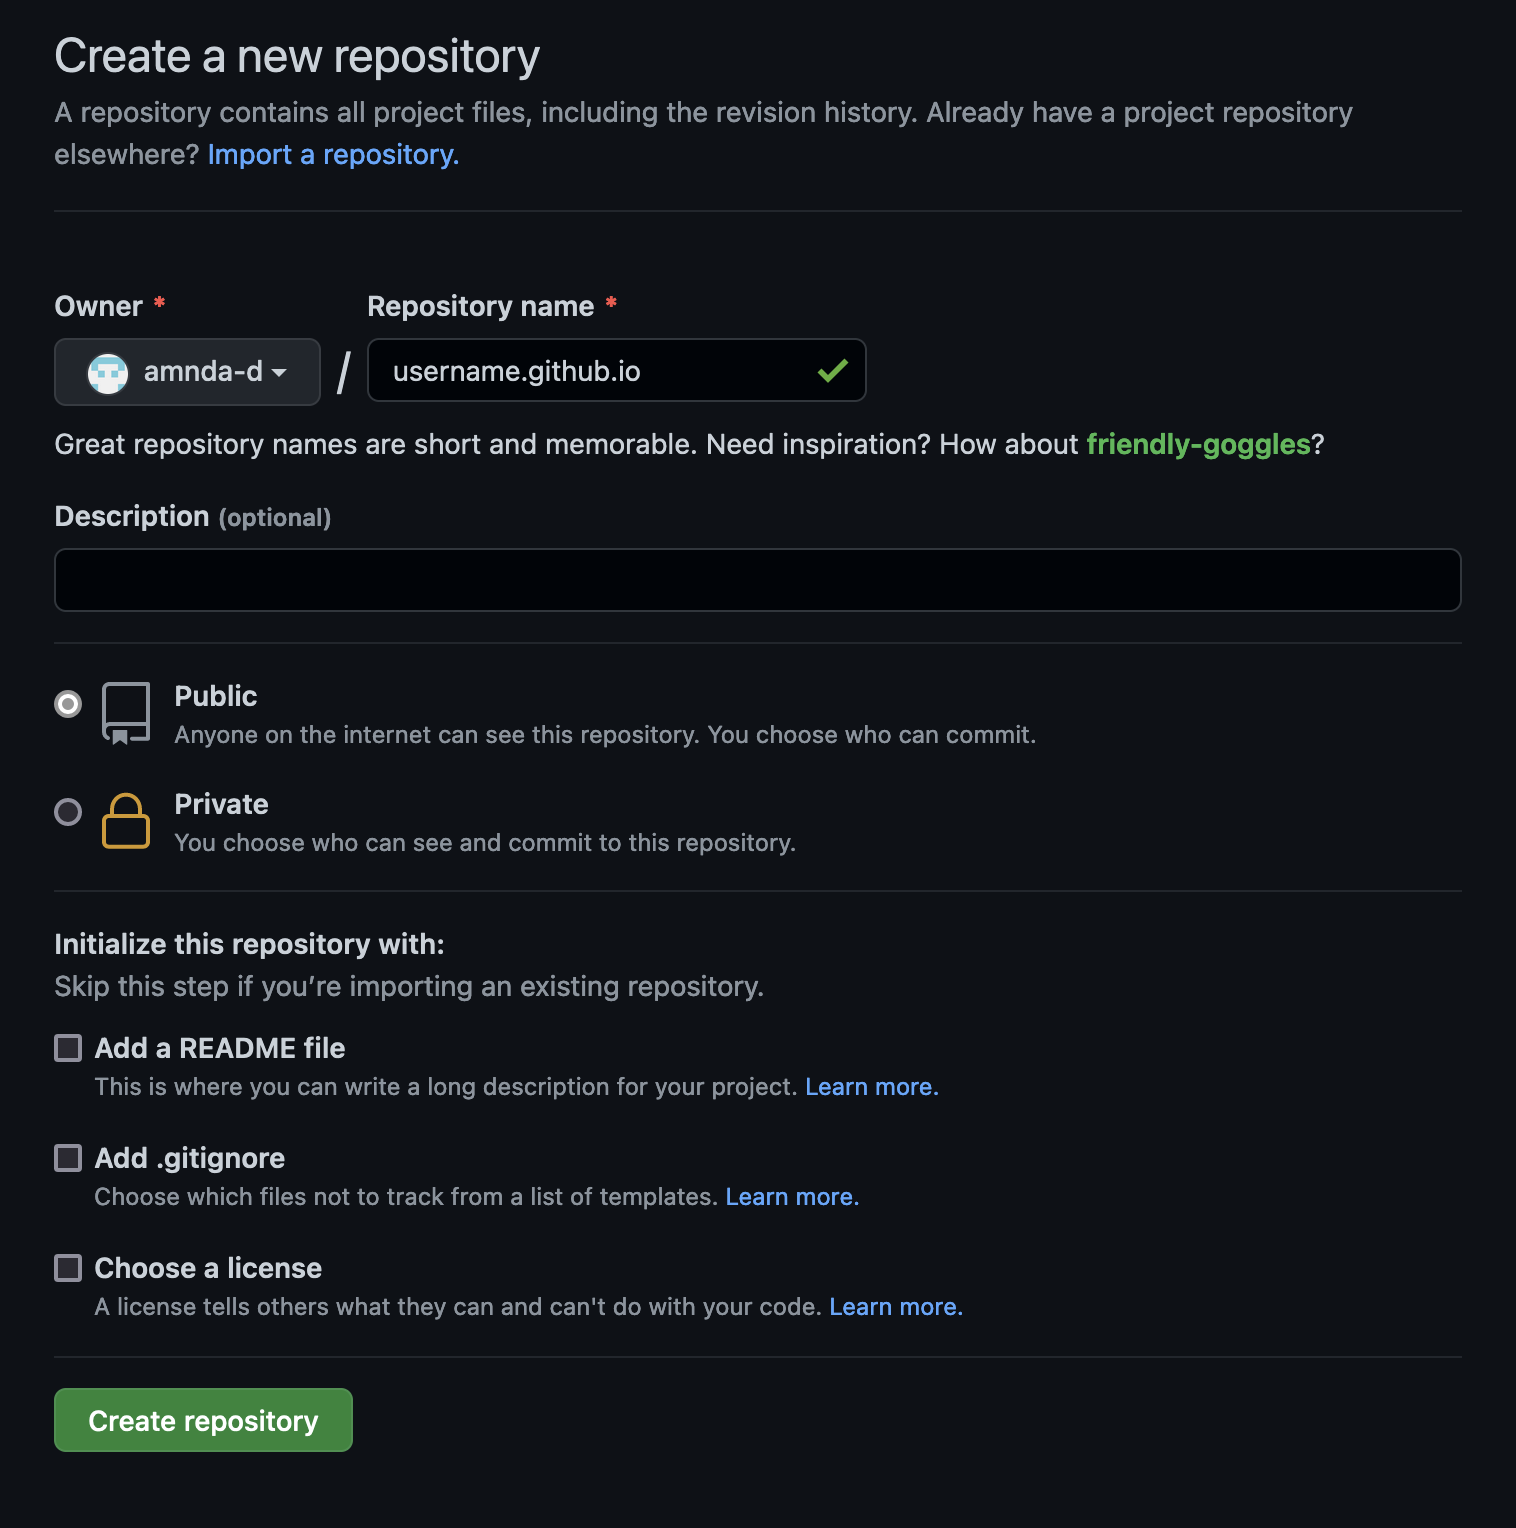 Create a new repository
A repository contains all project files, including the revision history. Already have a project repository
elsewhere? Import a repository.
Owner * Repository name *
amnda-d / username.github.io
Great repository names are short and memorable. Need inspiration? How about friendly-goggles?
Description (optional)
Public
Anyone on the internet can see this repository. You choose who can commit.
Private
You choose who can see and commit to this repository.
Initialize this repository with:
Skip this step if you’re importing an existing repository.
Add a README file
This is where you can write a long description for your project. Learn more.
Add .gitignore
Choose which files not to track from a list of templates. Learn more.
Choose a license
A license tells others what they can and can't do with your code. Learn more.
Create repository